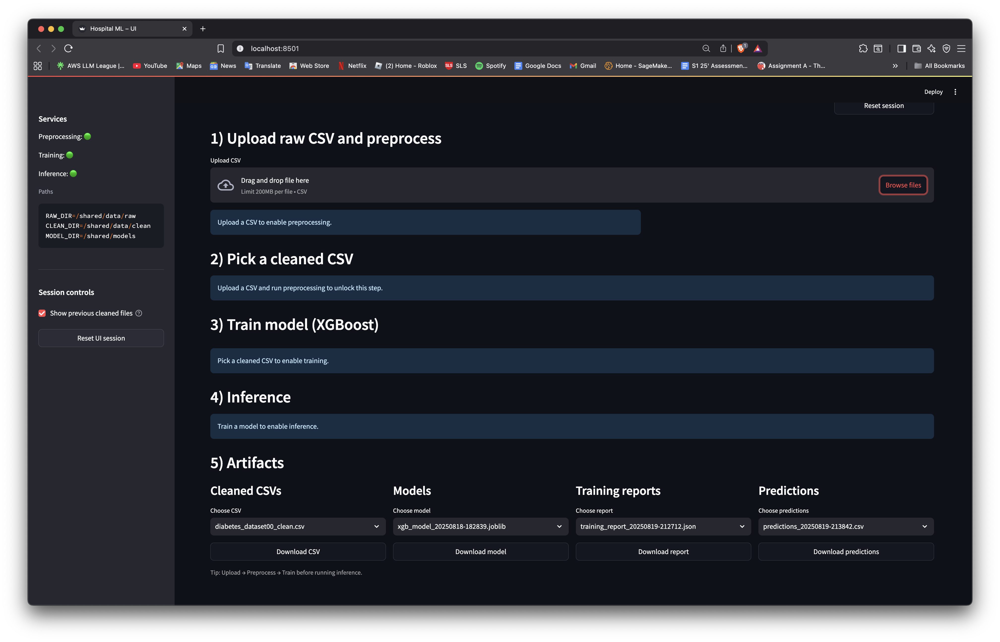 Hospital ML – UI
localhost:8501
1
AWS LLM League |...
YouTube
Maps
News
Translate
Web Store
Netflix
(2) Home - Roblox
SLS SLS
Spotify
Google Docs
Gmail
Home - SageMake...
S1 25' Assessmen...
Assignment A - Th...
All Bookmarks
Deploy
Reset session
Services
Preprocessing:
Training:
Inference:
Paths
RAW_DIR=/shared/data/raw
CLEAN_DIR=/shared/data/clean
MODEL_DIR=/shared/models
Session controls
Show previous cleaned files
Reset UI session
1) Upload raw CSV and preprocess
Upload CSV
Drag and drop file here
Limit 200MB per file • CSV
Browse files
Upload a CSV to enable preprocessing.
2) Pick a cleaned CSV
Upload a CSV and run preprocessing to unlock this step.
3) Train model (XGBoost)
Pick a cleaned CSV to enable training.
4) Inference
Train a model to enable inference.
5) Artifacts
Cleaned CSVs
Choose CSV
diabetes_dataset00_clean.csv
Download CSV
Models
Choose model
xgb_model_20250818-182839.joblib
Download model
Training reports
Choose report
training_report_20250819-212712.json
Download report
Predictions
Choose predictions
predictions_20250819-213842.csv
Download predictions
Tip: Upload → Preprocess → Train before running inference.